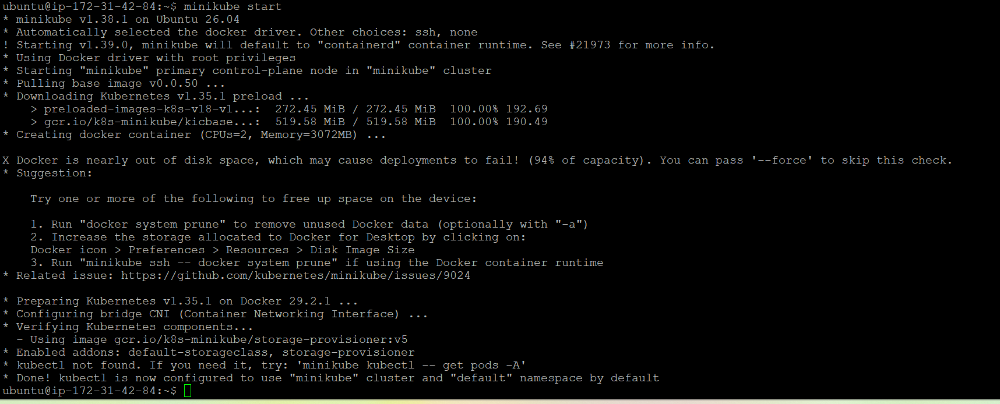 ubuntu@ip-172-31-42-84:~$ minikube start
* minikube v1.38.1 on Ubuntu 26.04
* Automatically selected the docker driver. Other choices: ssh, none
! Starting v1.39.0, minikube will default to "containerd" container runtime. See #21973 for more info.
* Using Docker driver with root privileges
* Starting "minikube" primary control-plane node in "minikube" cluster
* Pulling base image v0.0.50 ...
* Downloading Kubernetes v1.35.1 preload ...
    > preloaded-images-k8s-v18-v1...:  272.45 MiB / 272.45 MiB  100.00% 192.69
    > gcr.io/k8s-minikube/kicbase...:  519.58 MiB / 519.58 MiB  100.00% 190.49
* Creating docker container (CPUs=2, Memory=3072MB) ...

X Docker is nearly out of disk space, which may cause deployments to fail! (94% of capacity). You can pass '--force' to skip this check.
* Suggestion:

    Try one or more of the following to free up space on the device:

    1. Run "docker system prune" to remove unused Docker data (optionally with "-a")
    2. Increase the storage allocated to Docker for Desktop by clicking on:
    Docker icon > Preferences > Resources > Disk Image Size
    3. Run "minikube ssh -- docker system prune" if using the Docker container runtime
* Related issue: https://github.com/kubernetes/minikube/issues/9024

* Preparing Kubernetes v1.35.1 on Docker 29.2.1 ...
* Configuring bridge CNI (Container Networking Interface) ...
* Verifying Kubernetes components...
  - Using image gcr.io/k8s-minikube/storage-provisioner:v5
* Enabled addons: default-storageclass, storage-provisioner
* kubectl not found. If you need it, try: 'minikube kubectl -- get pods -A'
* Done! kubectl is now configured to use "minikube" cluster and "default" namespace by default
ubuntu@ip-172-31-42-84:~$